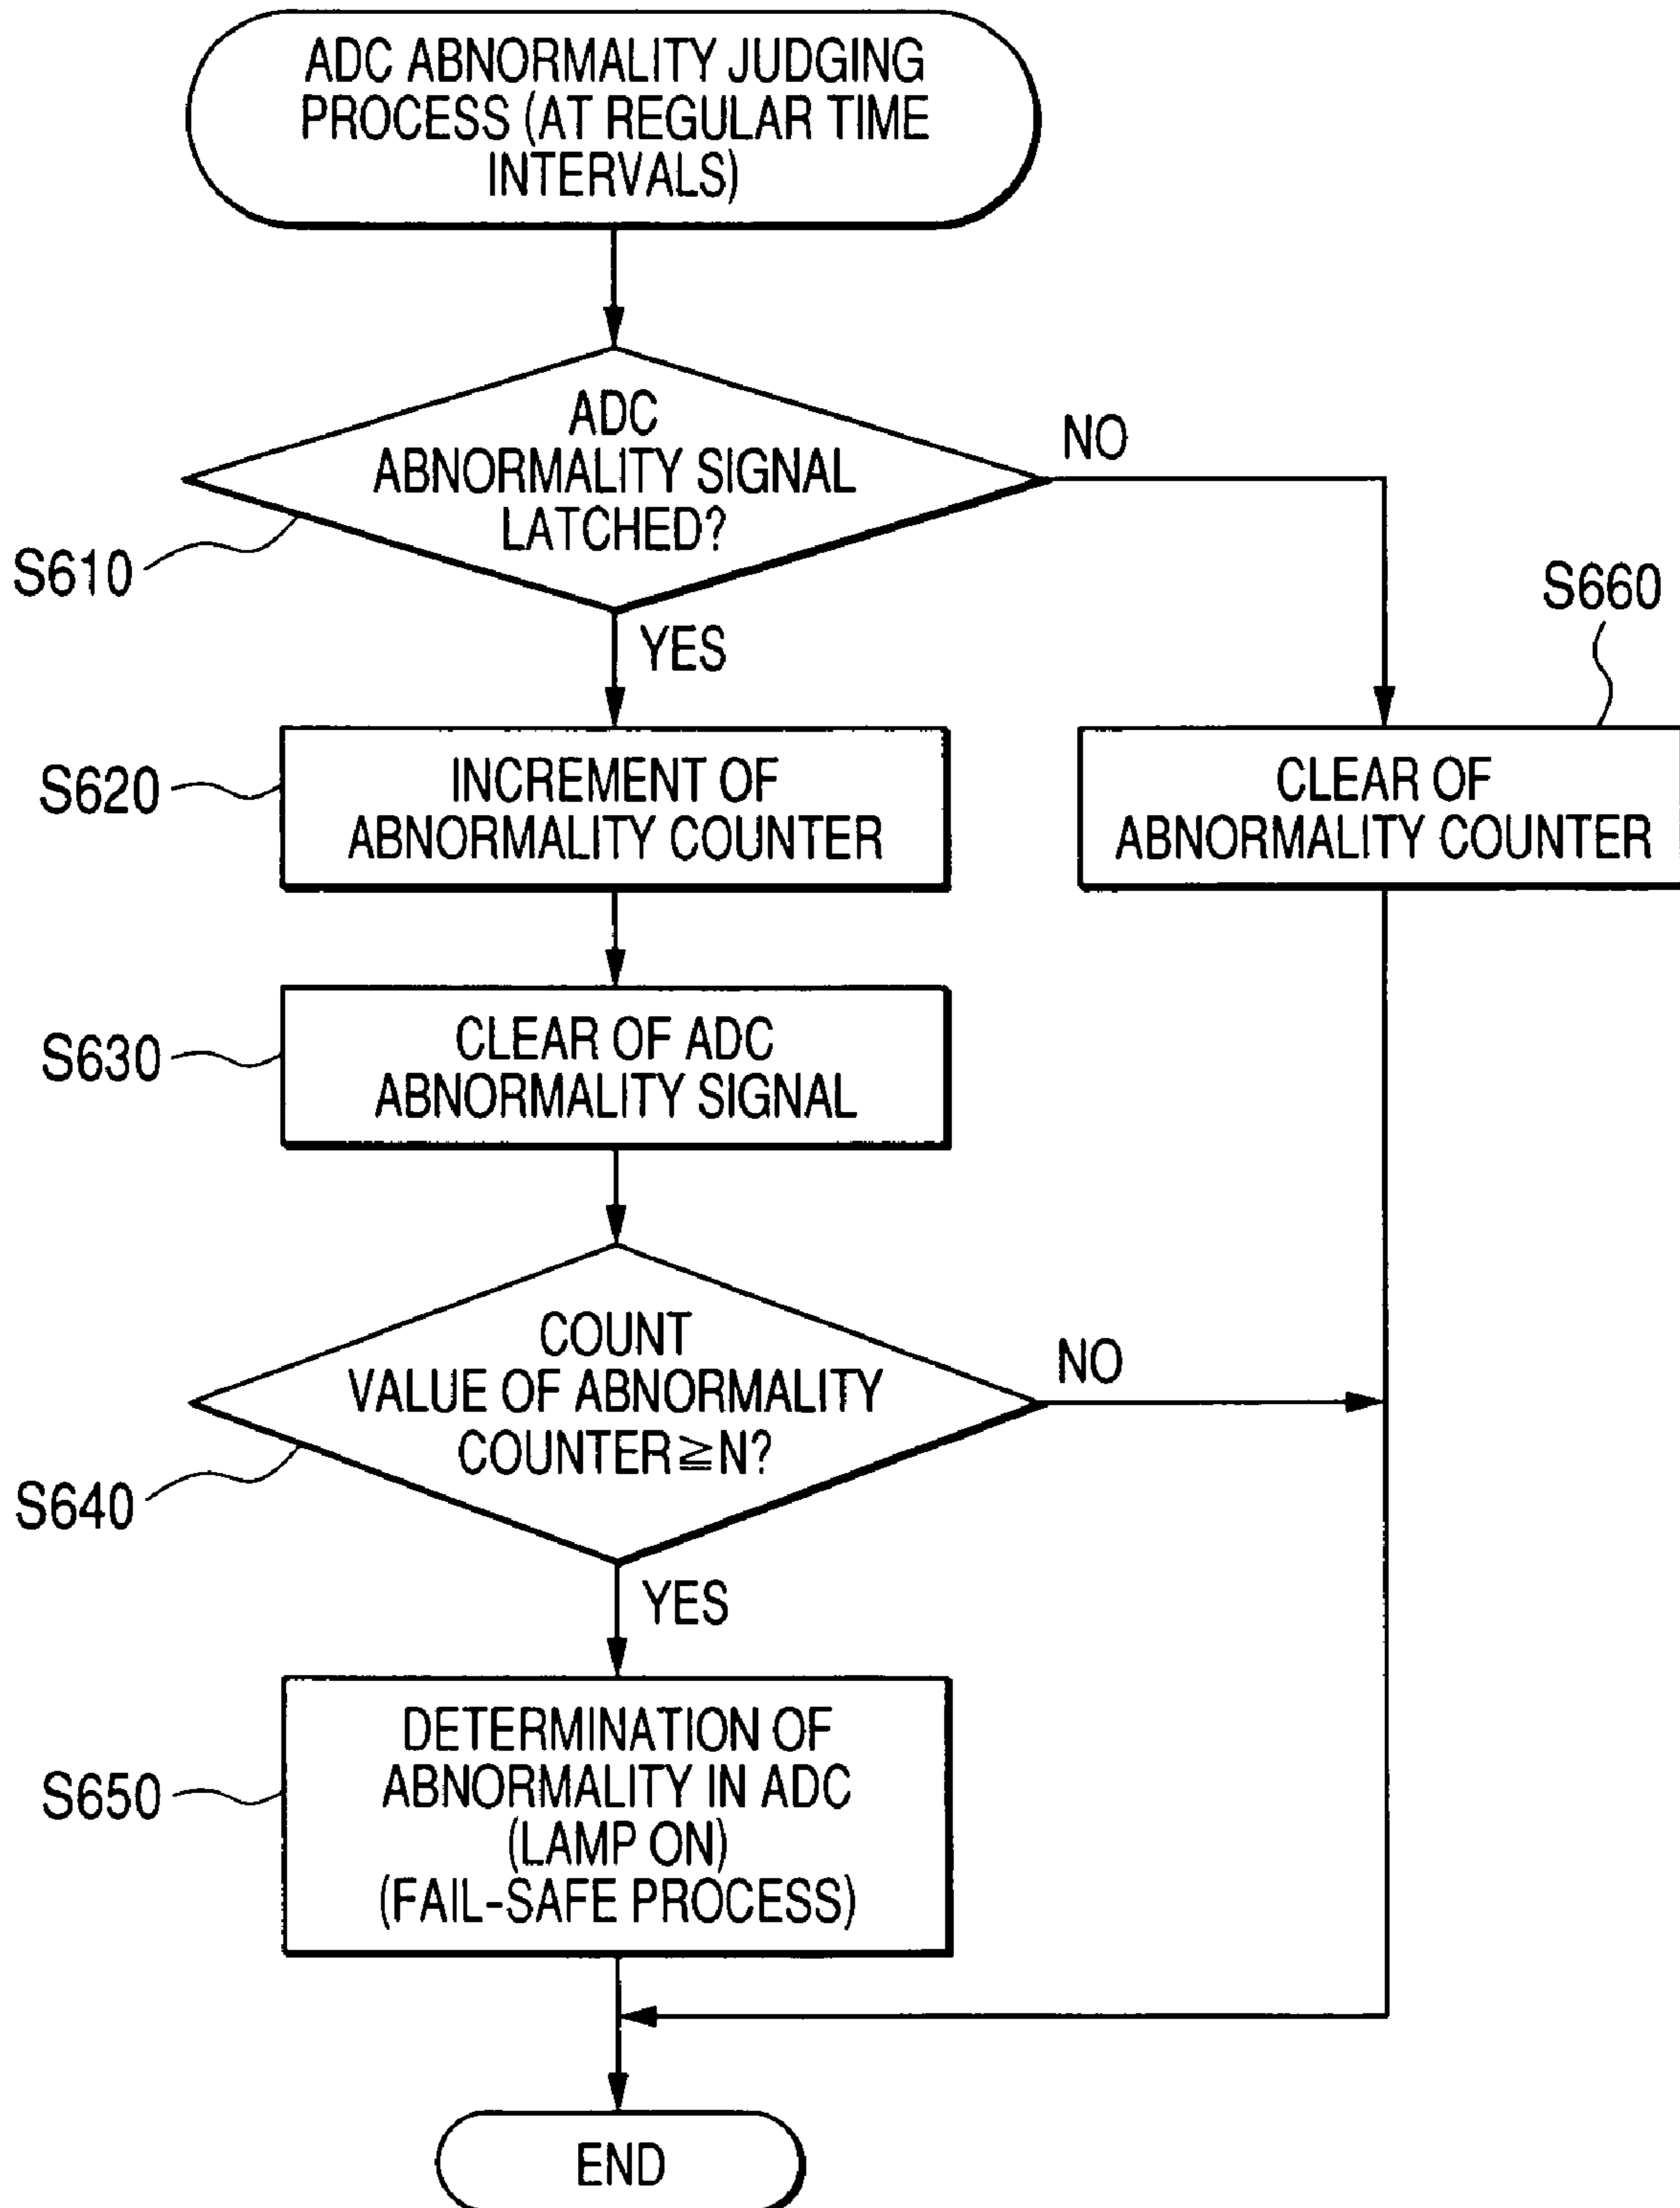 ADC ABNORMALITY JUDGING
PROCESS (AT REGULAR TIME
INTERVALS)
ADC
ABNORMALITY SIGNAL
LATCHED?
NO
S610
YES
S660
S620
INCREMENT OF
ABNORMALITY COUNTER
CLEAR OF
ABNORMALITY COUNTER
S630
CLEAR OF ADC
ABNORMALITY SIGNAL
COUNT
VALUE OF ABNORMALITY
COUNTER≧N?
NO
S640
YES
S650
DETERMINATION OF
ABNORMALITY IN ADC
(LAMP ON)
(FAIL-SAFE PROCESS)
END